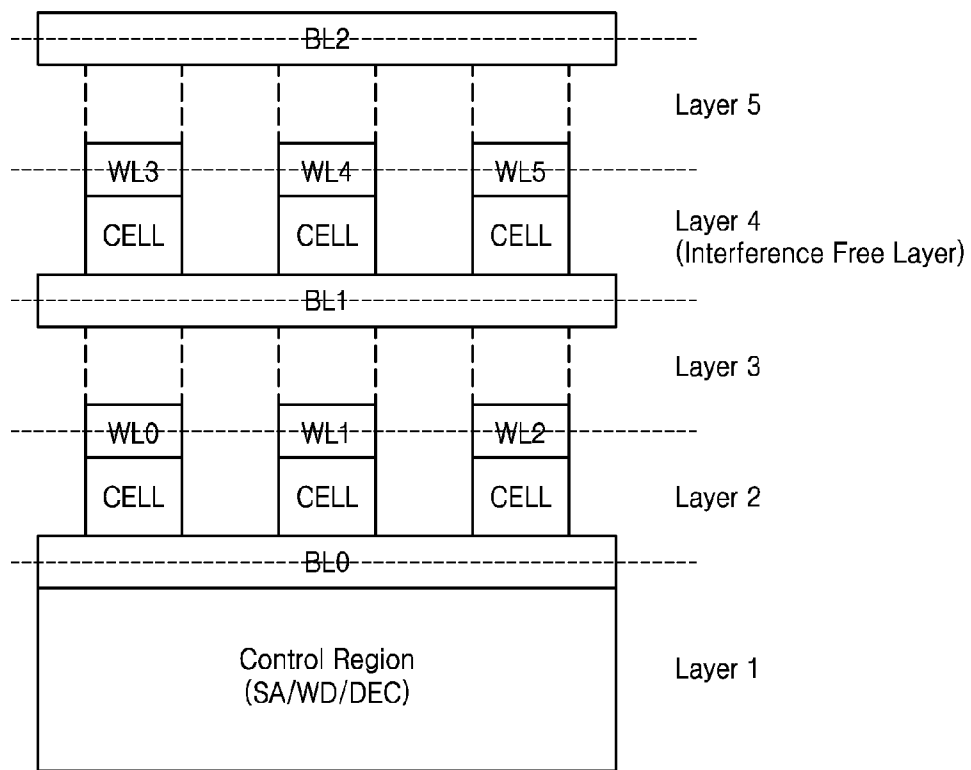 BL2
Layer 5
WL3 WL4 WL5
CELL CELL CELL
Layer 4
(Interference Free Layer)
BL1
Layer 3
WL0 WL1 WL2
CELL CELL CELL
Layer 2
BL0
Control Region
(SA/WD/DEC)
Layer 1